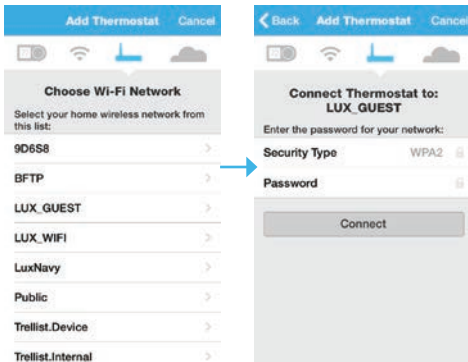 Add Thermostat Cancel
Choose Wi-Fi Network
Select your home wireless network from
this list:
9D6S8
BFTP
LUX_GUEST
LUX_WIFI
LuxNavy
Public
Trellist.Device
Trellist.Internal
Back Add Thermostat Cancel
Connect Thermostat to:
LUX_GUEST
Enter the password for your network:
Security Type WPA2
Password
Connect